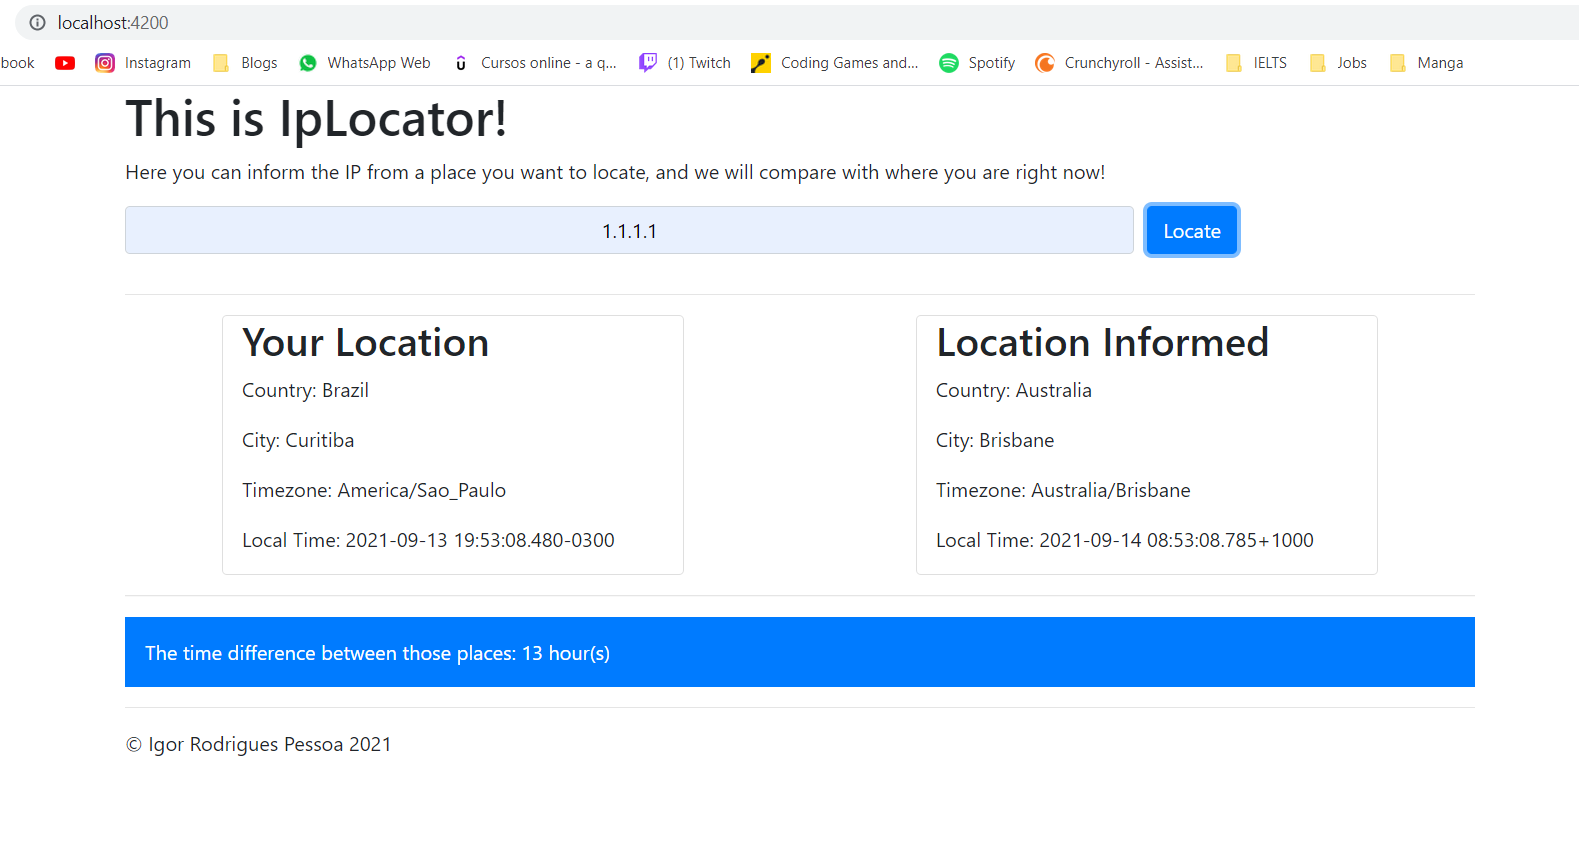 localhost:4200
book Instagram Blogs WhatsApp Web Cursos online - a q... (1) Twitch Coding Games and... Spotify Crunchyroll - Assist... IELTS Jobs Manga
This is IpLocator!
Here you can inform the IP from a place you want to locate, and we will compare with where you are right now!
1.1.1.1 Locate
Your Location
Country: Brazil
City: Curitiba
Timezone: America/Sao_Paulo
Local Time: 2021-09-13 19:53:08.480-0300
Location Informed
Country: Australia
City: Brisbane
Timezone: Australia/Brisbane
Local Time: 2021-09-14 08:53:08.785+1000
The time difference between those places: 13 hour(s)
© Igor Rodrigues Pessoa 2021